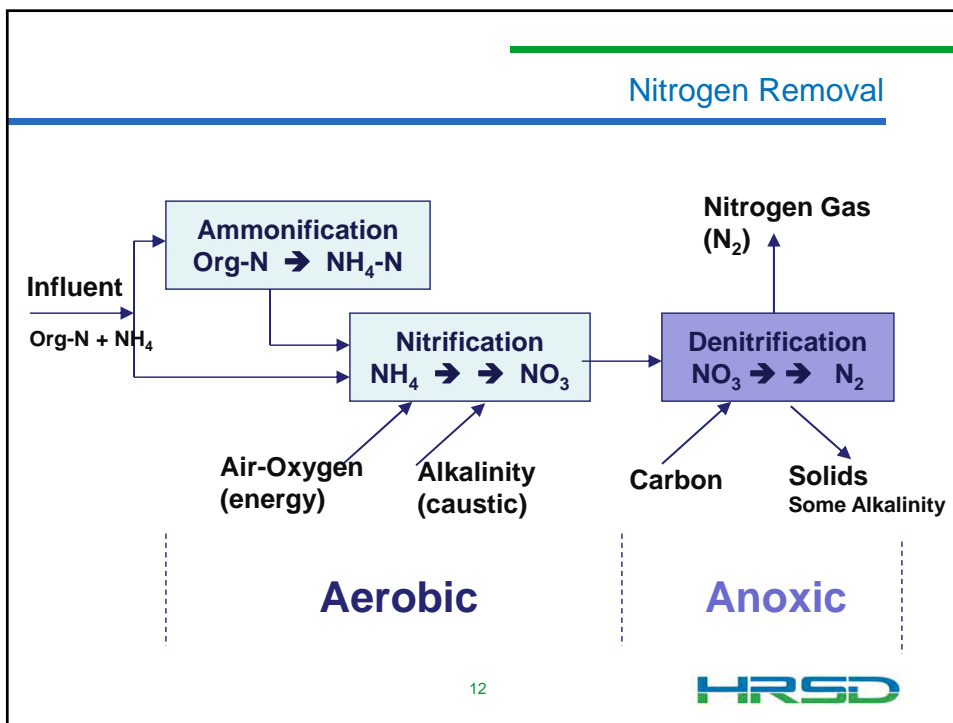 Nitrogen Removal
Ammonification
Org-N ➔ NH₄-N
Influent
Org-N + NH₄
Nitrification
NH₄ ➔ ➔ NO₃
Nitrogen Gas
(N₂)
Denitrification
NO₃ ➔ ➔ N₂
Air-Oxygen
(energy)
Alkalinity
(caustic)
Carbon
Solids
Some Alkalinity
Aerobic
Anoxic
12
HRSD